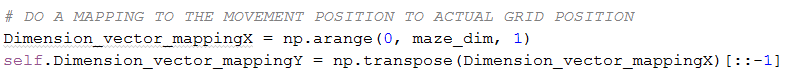 # DO A MAPPING TO THE MOVEMENT POSITION TO ACTUAL GRID POSITION
Dimension_vector_mappingX = np.arange(0, maze_dim, 1)
self.Dimension_vector_mappingY = np.transpose(Dimension_vector_mappingX)[::-1]